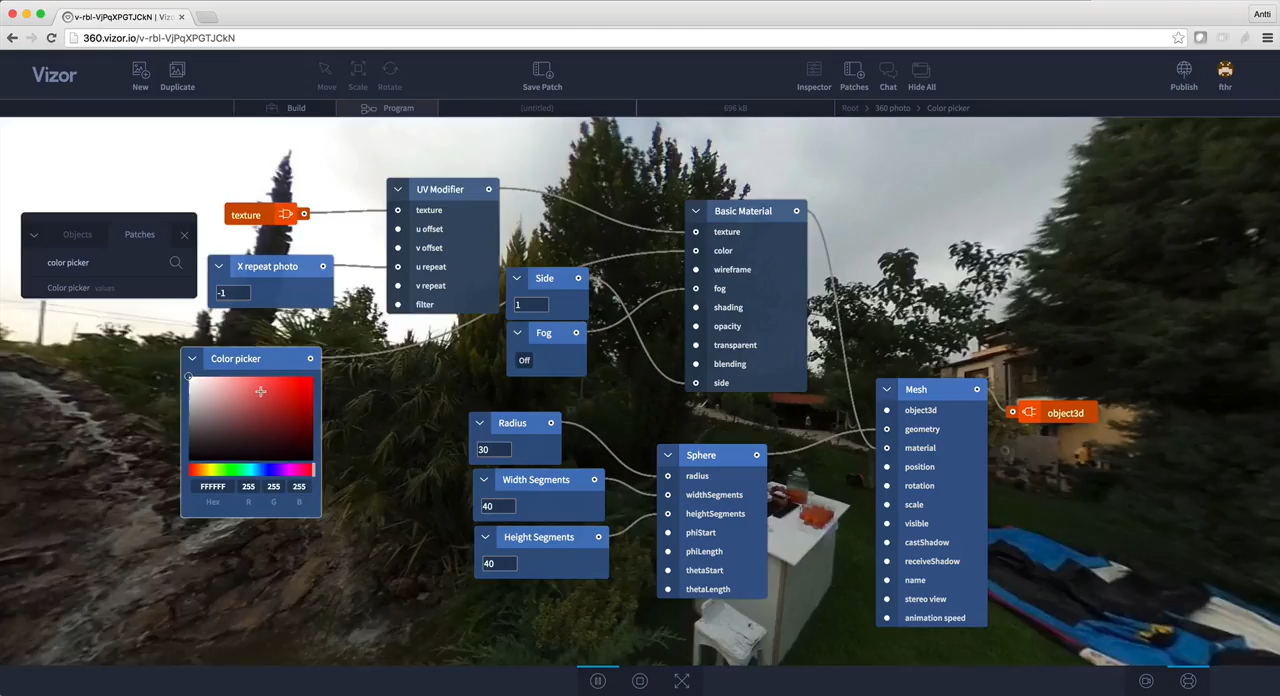 v-rbl-VjPqXPGTJCkN | Viz
Antti
360.vizor.io/v-rbl-VjPqXPGTJCkN
Vizor
New
Duplicate
Move
Scale
Rotate
Save Patch
Inspector
Patches
Chat
Hide All
Publish
fthr
Build
Program
(untitled)
696 kB
Root > 360 photo > Color picker
Objects
Patches
color picker
Color picker values
texture
X repeat photo
-1
UV Modifier
texture
u offset
v offset
u repeat
v repeat
filter
Side
1
Fog
Off
Basic Material
texture
color
wireframe
fog
shading
opacity
transparent
blending
side
Color picker
FFFFFF
255
255
255
Hex
R
G
B
Radius
30
Width Segments
40
Height Segments
40
Sphere
radius
widthSegments
heightSegments
phiStart
phiLength
thetaStart
thetaLength
Mesh
object3d
geometry
material
position
rotation
scale
visible
castShadow
receiveShadow
name
stereo view
animation speed
object3d